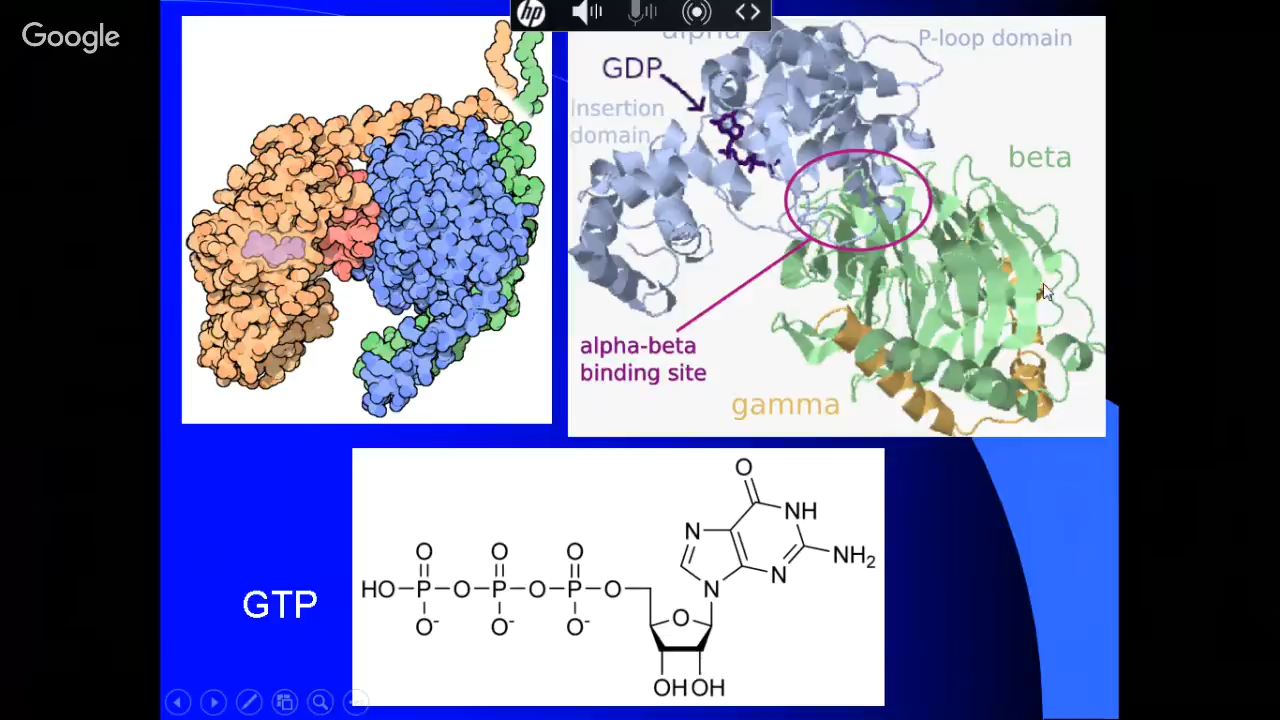 Google
hp
alpha
P-loop domain
GDP
Insertion
domain
beta
alpha-beta
binding site
gamma
GTP
O
NH
N
NH2
N
N
O O O
HO P O P O P O
O- O- O-
O
OH OH